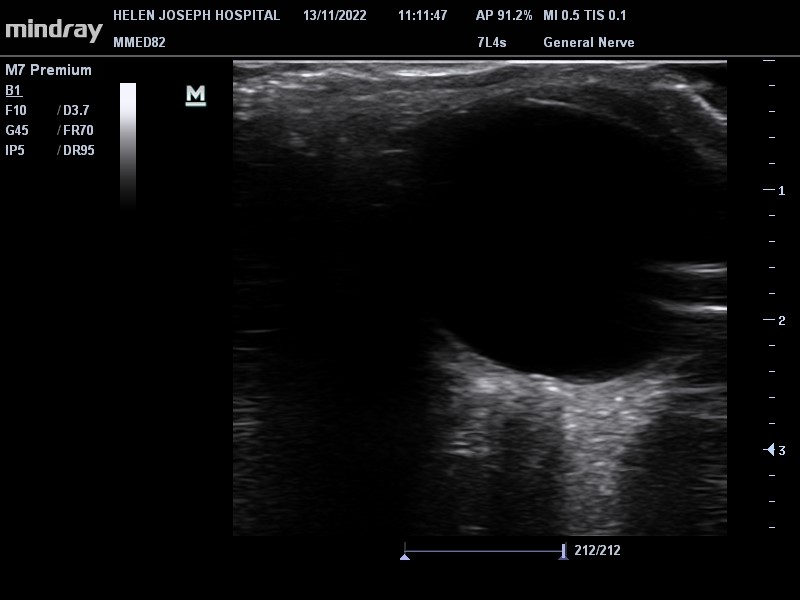 mindray
HELEN JOSEPH HOSPITAL 13/11/2022 11:11:47 AP 91.2% MI 0.5 TIS 0.1
MMED82 7L4s General Nerve
M7 Premium
B1
F10 / D3.7
G45 / FR70
IP5 / DR95
M
1
2
3
212/212